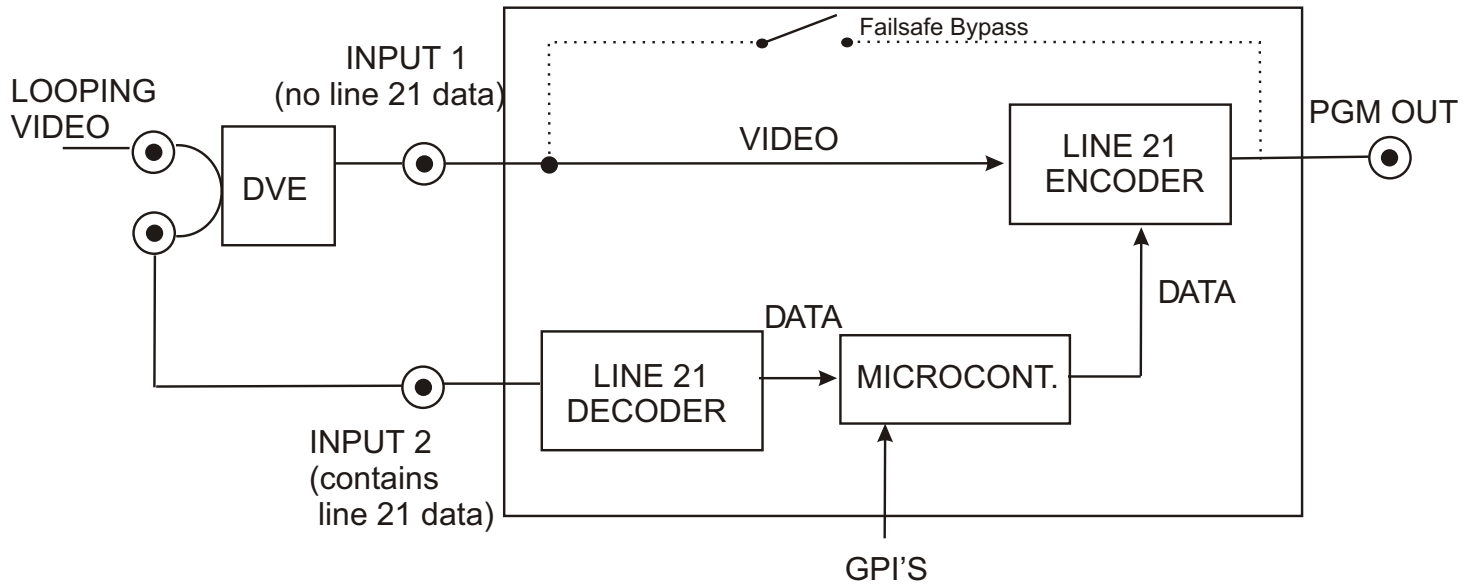 LOOPING
VIDEO
INPUT 1
(no line 21 data)
DVE
Failsafe Bypass
VIDEO
LINE 21
ENCODER
PGM OUT
DATA
DATA
LINE 21
DECODER
MICROCONT.
INPUT 2
(contains
line 21 data)
GPI'S